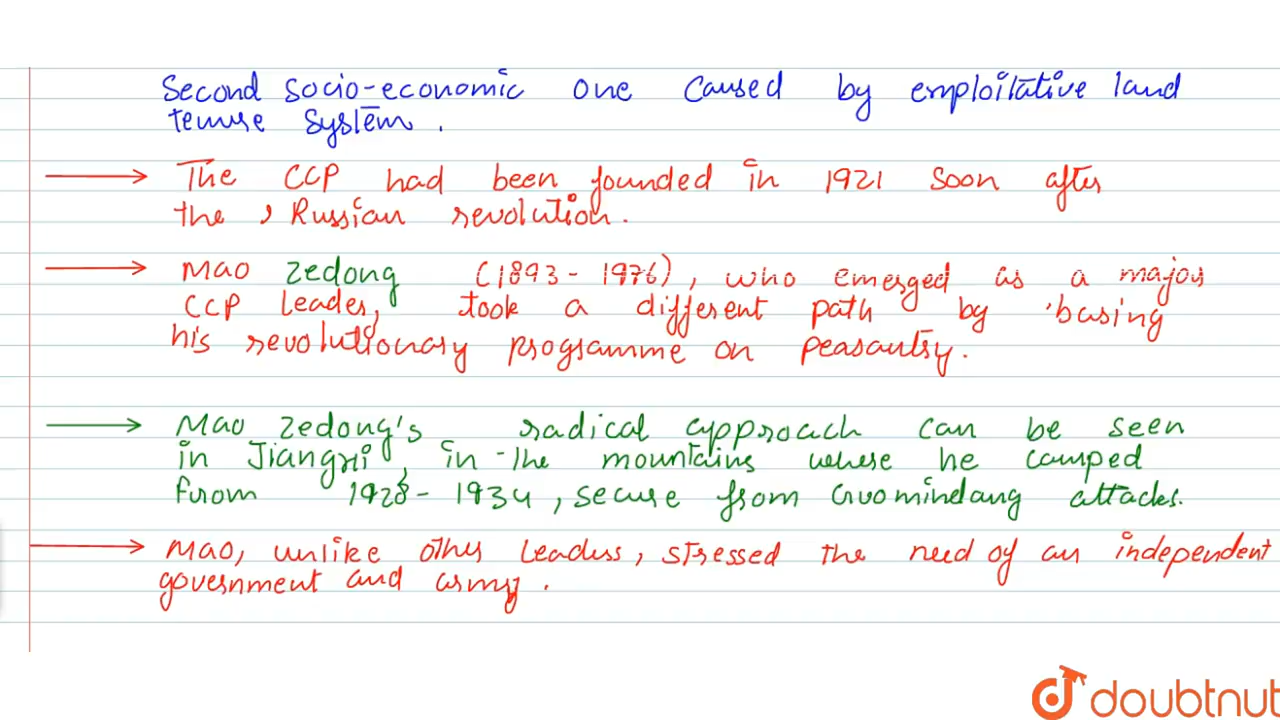 Second socio-economic one caused by emploitative land
tenure system.
The CCP had been founded in 1921 soon after
the , Russian revolution.
Mao Zedong (1893 - 1976), who emerged as a major
CCP leader, took a different path by basing
his revolutionary programme on peasantry.
Mao Zedong's radical approach can be seen
in Jiangxi, in the mountains where he camped
from 1928 - 1934, secure from Guomindang attacks.
Mao, unlike other leaders, stressed the need of an independent
government and army.
doubtnut